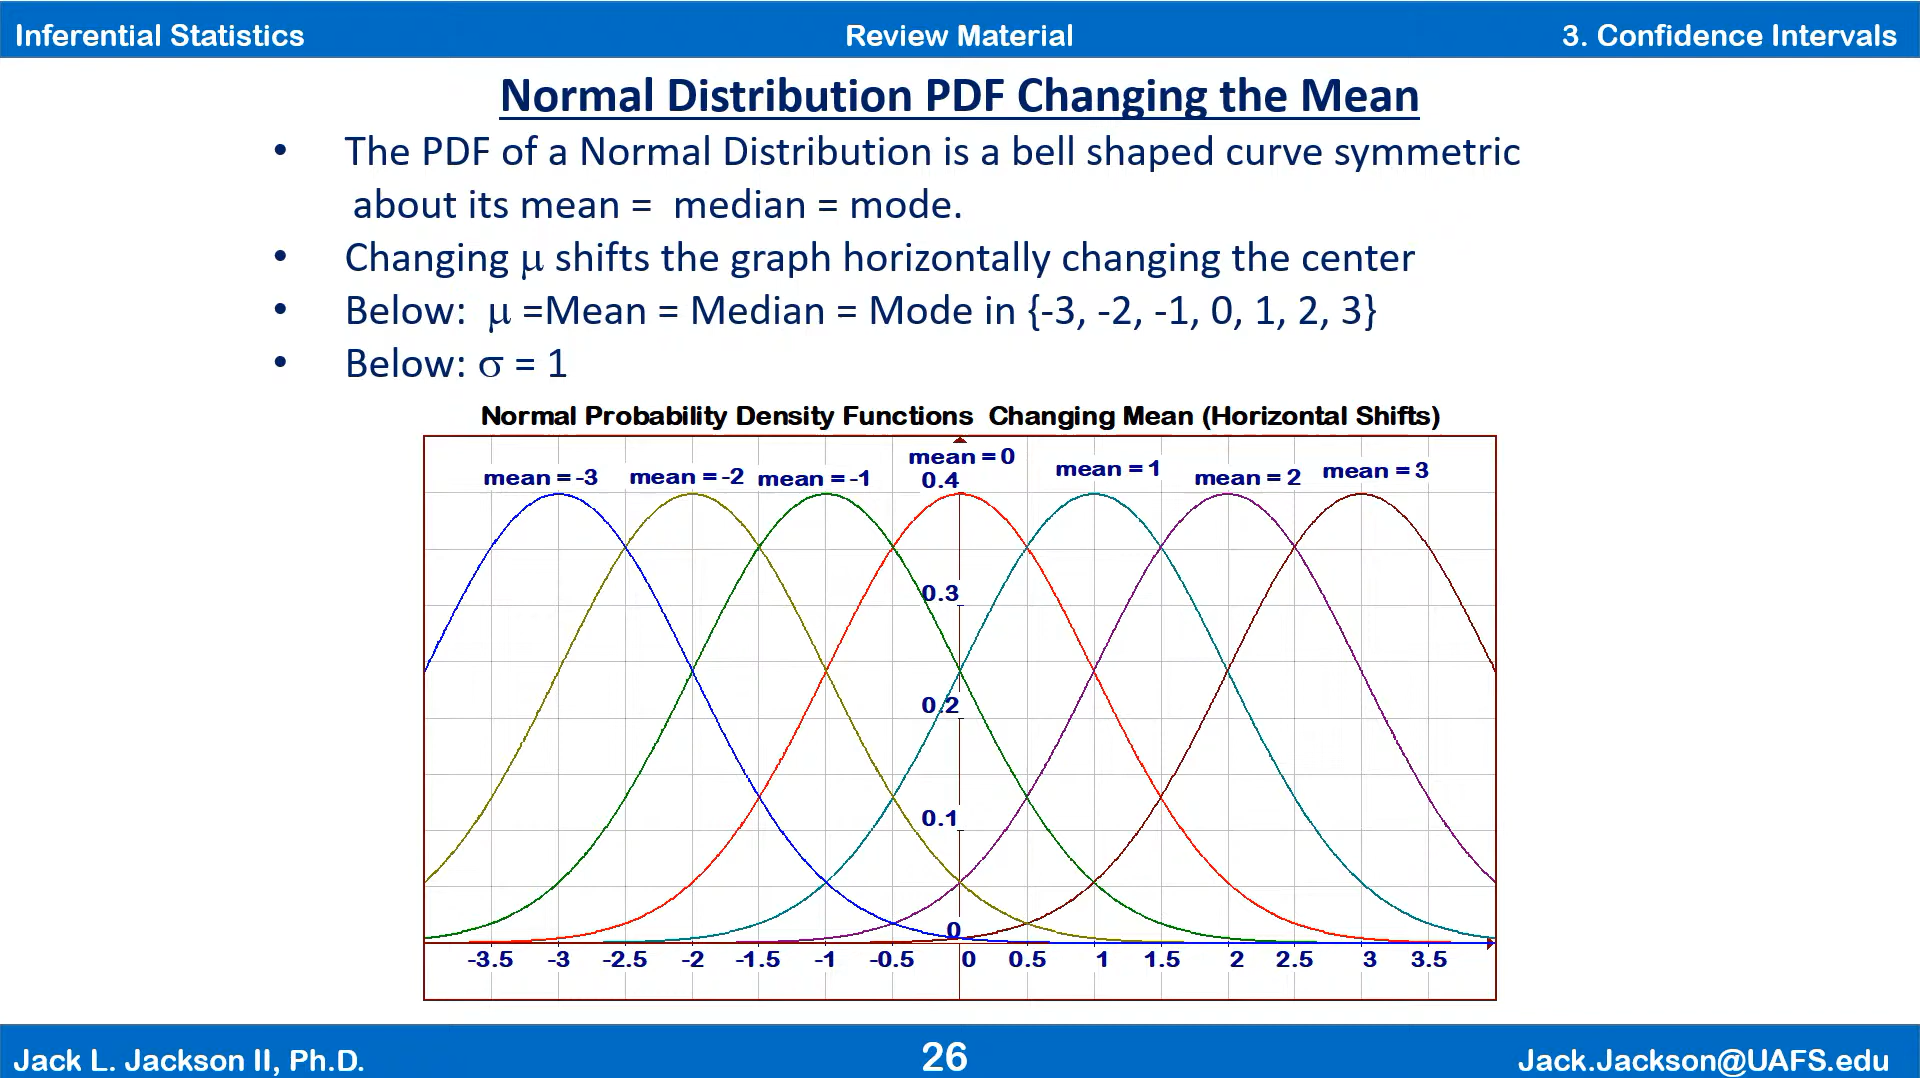 Inferential Statistics
Review Material
3. Confidence Intervals
Normal Distribution PDF Changing the Mean
• The PDF of a Normal Distribution is a bell shaped curve symmetric
about its mean = median = mode.
• Changing μ shifts the graph horizontally changing the center
• Below: μ =Mean = Median = Mode in {-3, -2, -1, 0, 1, 2, 3}
• Below: σ = 1
Normal Probability Density Functions Changing Mean (Horizontal Shifts)
mean = -3
mean = -2
mean = -1
mean = 0
mean = 1
mean = 2
mean = 3
0.4
0.3
0.2
0.1
0
-3.5 -3 -2.5 -2 -1.5 -1 -0.5 0 0.5 1 1.5 2 2.5 3 3.5
Jack L. Jackson II, Ph.D.
26
Jack.Jackson@UAFS.edu